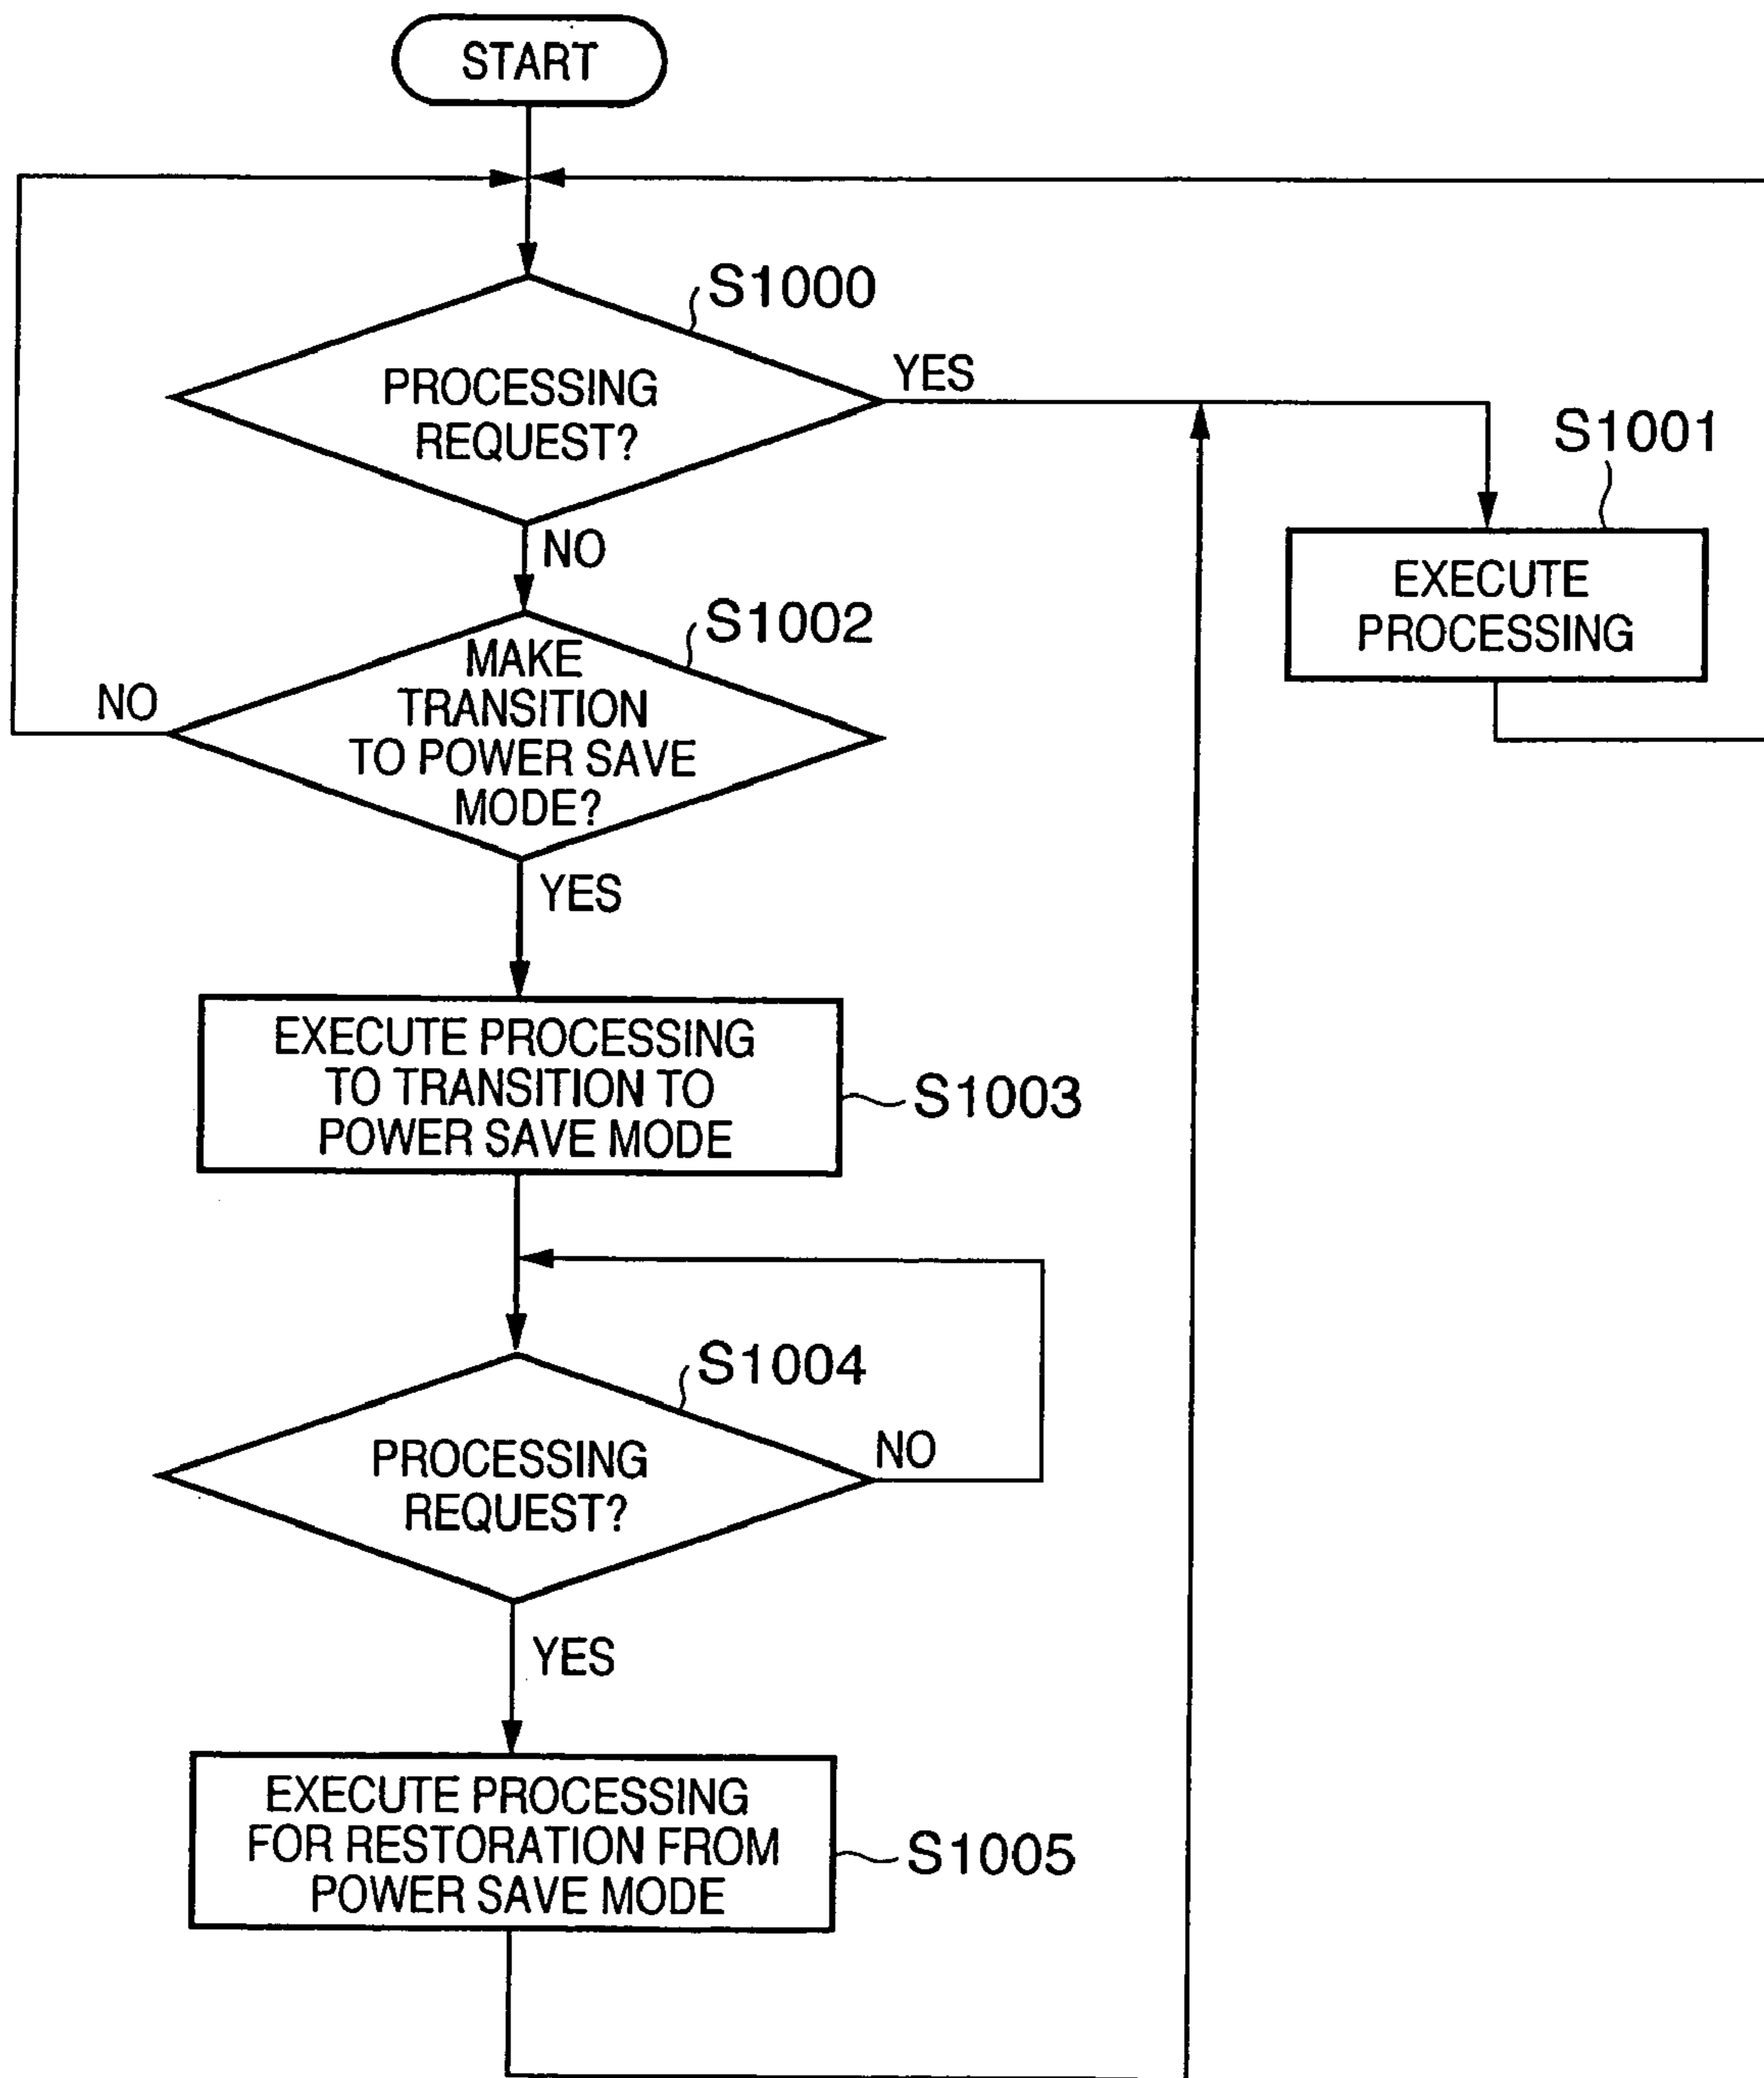 START
S1000
PROCESSING
REQUEST?
YES
NO
S1001
EXECUTE
PROCESSING
S1002
MAKE
TRANSITION
TO POWER SAVE
MODE?
NO
YES
EXECUTE PROCESSING
TO TRANSITION TO
POWER SAVE MODE
S1003
S1004
PROCESSING
REQUEST?
NO
YES
EXECUTE PROCESSING
FOR RESTORATION FROM
POWER SAVE MODE
S1005